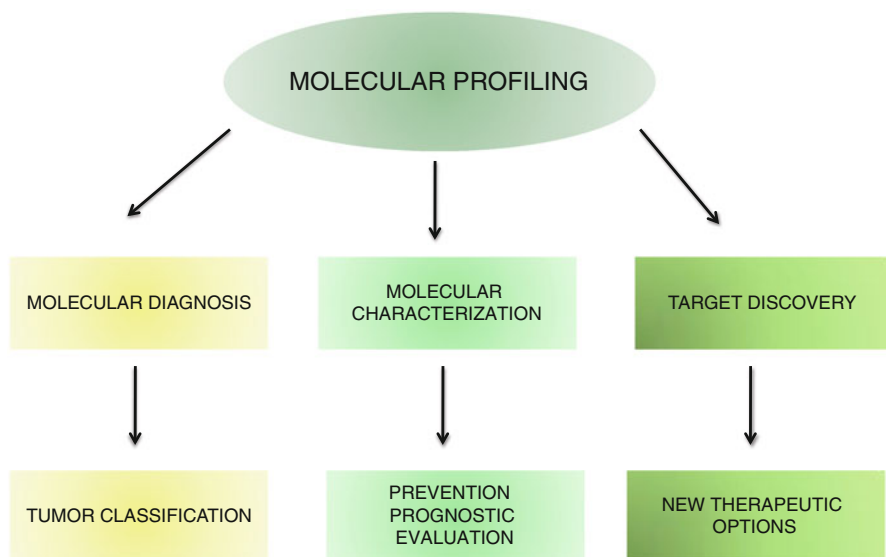 MOLECULAR PROFILING
MOLECULAR DIAGNOSIS
MOLECULAR
CHARACTERIZATION
TARGET DISCOVERY
TUMOR CLASSIFICATION
PREVENTION
PROGNOSTIC
EVALUATION
NEW THERAPEUTIC
OPTIONS